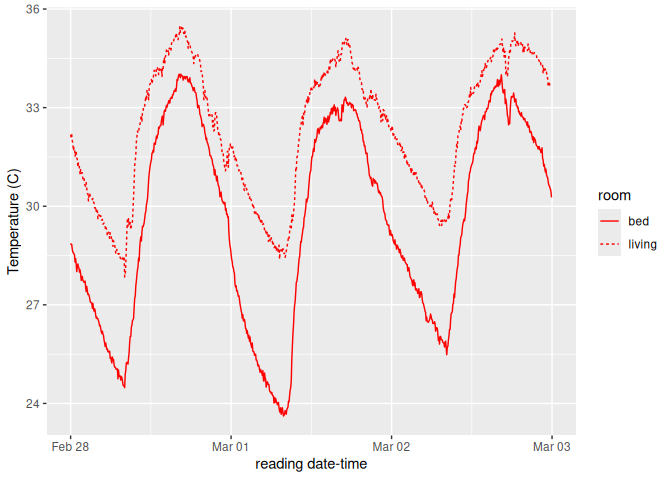 36
33
30
27
24
Temperature (C)
Feb 28
Mar 01
Mar 02
Mar 03
reading date-time
room
bed
living